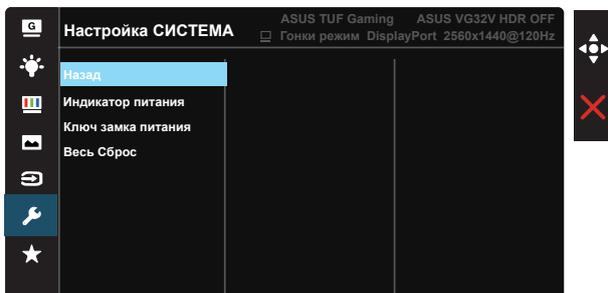 G
Настройка СИСТЕМА
ASUS TUF Gaming ASUS VG32V HDR OFF
Гонки режим DisplayPort 2560x1440@120Hz
Назад
Индикатор питания
Ключ замка питания
Весь Сброс